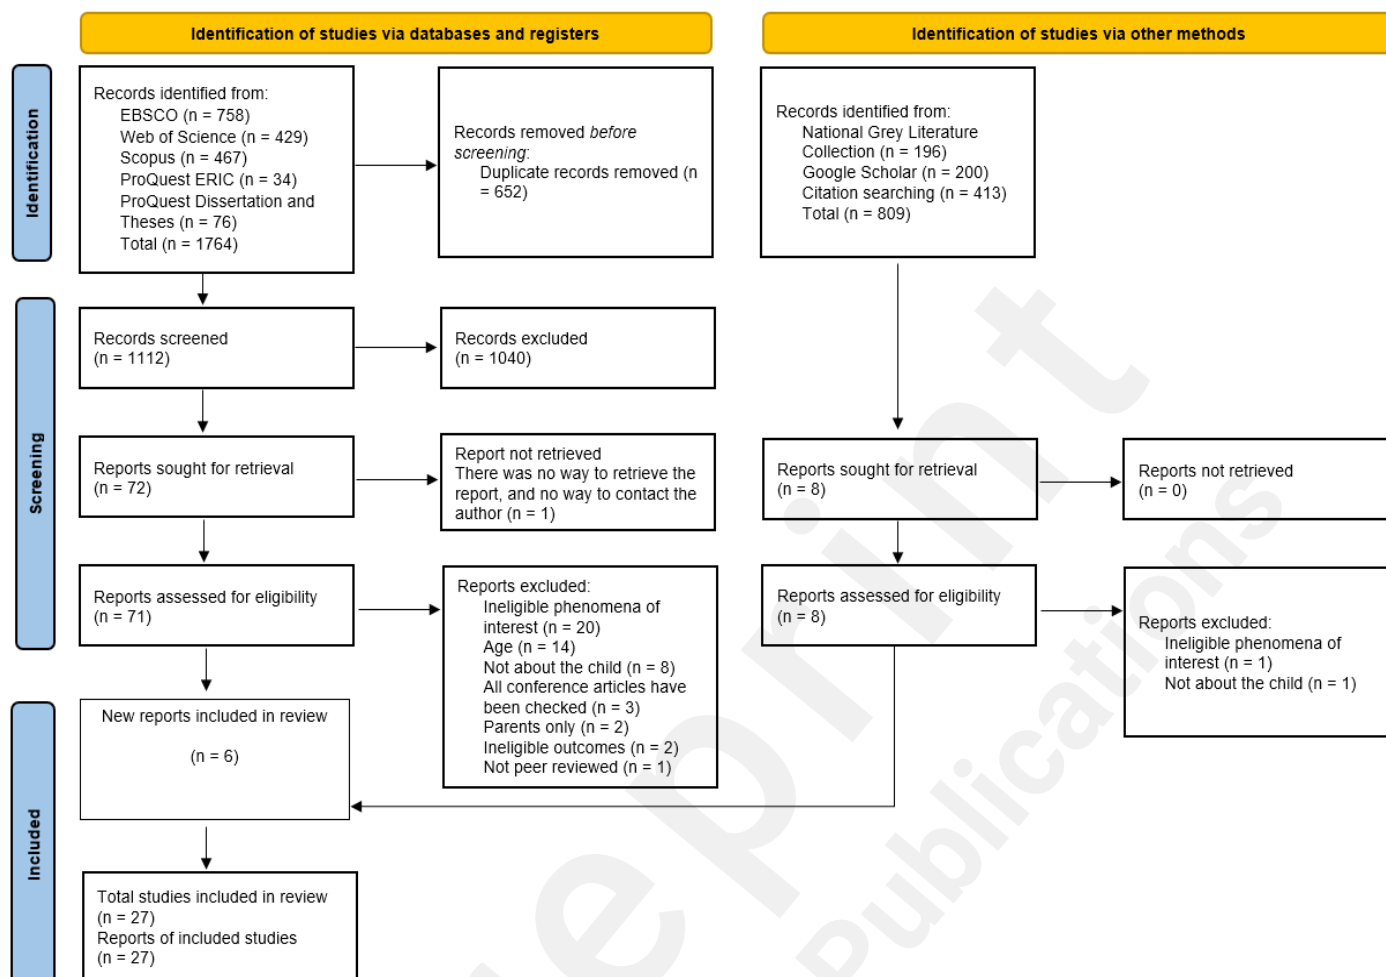 Identification of studies via databases and registers
Identification of studies via other methods
Identification
Records identified from:
EBSCO (n = 758)
Web of Science (n = 429)
Scopus (n = 467)
ProQuest ERIC (n = 34)
ProQuest Dissertation and
Theses (n = 76)
Total (n = 1764)
Records removed before
screening:
Duplicate records removed (n
= 652)
Records identified from:
National Grey Literature
Collection (n = 196)
Google Scholar (n = 200)
Citation searching (n = 413)
Total (n = 809)
Screening
Records screened
(n = 1112)
Records excluded
(n = 1040)
Reports sought for retrieval
(n = 72)
Report not retrieved
There was no way to retrieve the
report, and no way to contact the
author (n = 1)
Reports sought for retrieval
(n = 8)
Reports not retrieved
(n = 0)
Reports assessed for eligibility
(n = 71)
Reports excluded:
Ineligible phenomena of
interest (n = 20)
Age (n = 14)
Not about the child (n = 8)
All conference articles have
been checked (n = 3)
Parents only (n = 2)
Ineligible outcomes (n = 2)
Not peer reviewed (n = 1)
Reports assessed for eligibility
(n = 8)
Reports excluded:
Ineligible phenomena of
interest (n = 1)
Not about the child (n = 1)
Included
New reports included in review
(n = 6)
Total studies included in review
(n = 27)
Reports of included studies
(n = 27)
eprint
Publications